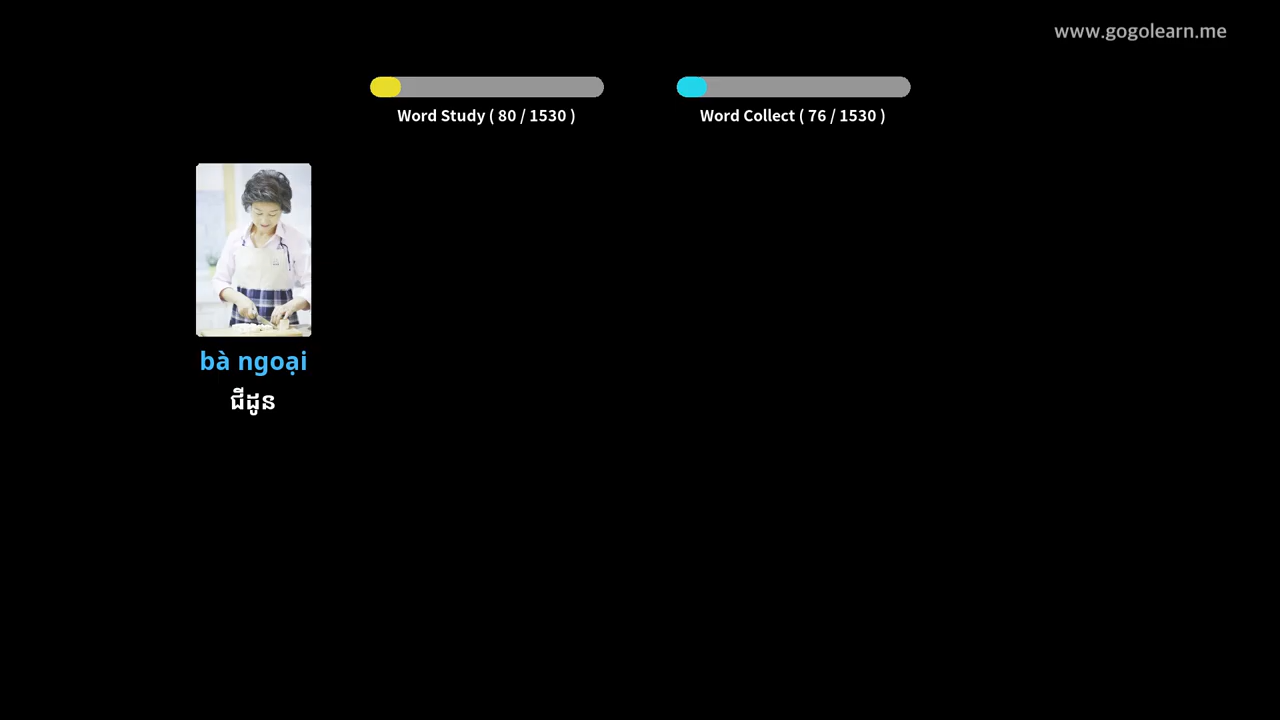 www.gogolearn.me
Word Study ( 80 / 1530 )
Word Collect ( 76 / 1530 )
bà ngoại
ជីដូន